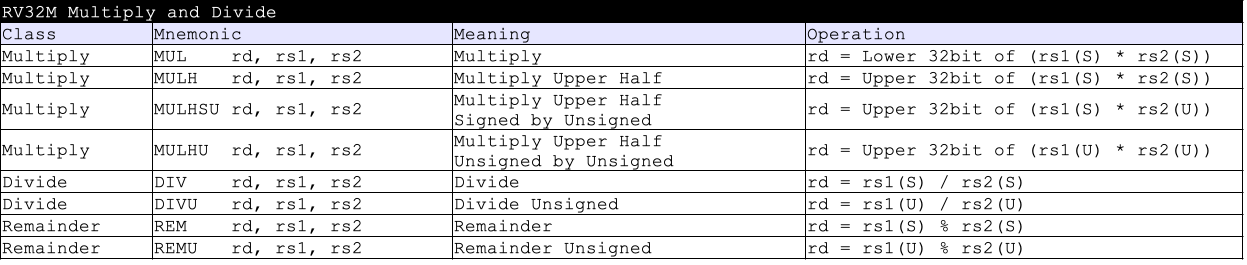 RV32M Multiply and Divide
Class Mnemonic Meaning Operation
Multiply MUL rd, rs1, rs2 Multiply rd = Lower 32bit of (rs1(S) * rs2(S))
Multiply MULH rd, rs1, rs2 Multiply Upper Half rd = Upper 32bit of (rs1(S) * rs2(S))
Multiply MULHSU rd, rs1, rs2 Multiply Upper Half
Signed by Unsigned rd = Upper 32bit of (rs1(S) * rs2(U))
Multiply MULHU rd, rs1, rs2 Multiply Upper Half
Unsigned by Unsigned rd = Upper 32bit of (rs1(U) * rs2(U))
Divide DIV rd, rs1, rs2 Divide rd = rs1(S) / rs2(S)
Divide DIVU rd, rs1, rs2 Divide Unsigned rd = rs1(U) / rs2(U)
Remainder REM rd, rs1, rs2 Remainder rd = rs1(S) % rs2(S)
Remainder REMU rd, rs1, rs2 Remainder Unsigned rd = rs1(U) % rs2(U)